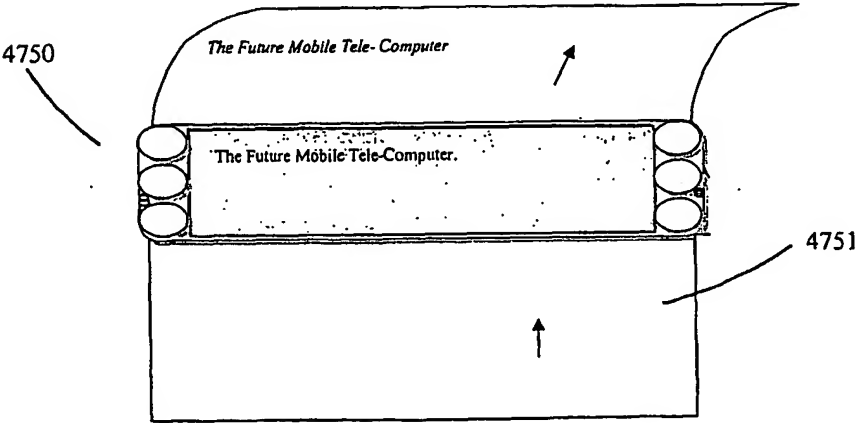 The Future Mobile Tele- Computer
4750
The Future Mobile Tele-Computer.
4751